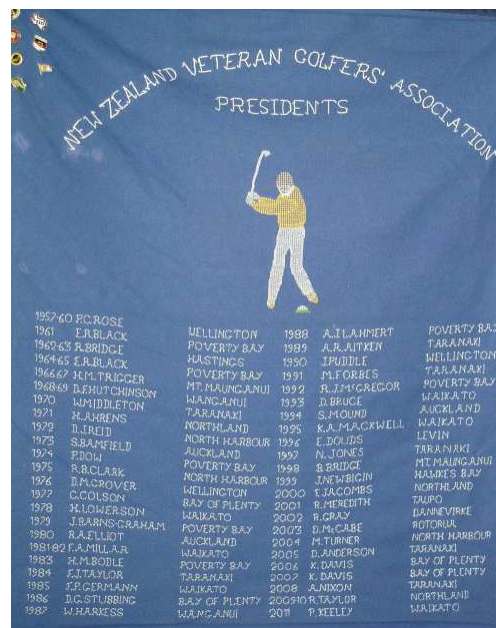 NEW ZEALAND VETERAN GOLFERS' ASSOCIATION
PRESIDENTS
1957-60 P.G.ROSE WELLINGTON 1988 A.J.LAHMERT POVERTY BAY
1961 E.R.BLACK POVERTY BAY 1989 A.R.AITKEN TARANAKI
1962-63 R.BRIDGE HASTINGS 1990 J.PUDDLE WELLINGTON
1964-65 E.R.BLACK POVERTY BAY 1991 M.FORBES TARANAKI
1966-67 H.M.TRIGGER MT. MAUNGANUI 1992 R.J.McGREGOR POVERTY BAY
1968-69 D.F.HUTCHINSON WANGANUI 1993 D.BRUCE WAIKATO
1970 W.MIDDLETON TARANAKI 1994 S.MOUND AUCKLAND
1971 H.AHRENS NORTHLAND 1995 K.A.MACKWELL WAIKATO
1972 D.J.REID NORTH HARBOUR 1996 E.DOUDS LEVIN
1973 S.BAMFIELD AUCKLAND 1997 N.JONES TARANAKI
1974 F.DOW POVERTY BAY 1998 B.BRIDGE MT. MAUNGANUI
1975 R.B.CLARK NORTH HARBOUR 1999 J.NEWBIGIN HAWKES BAY
1976 D.M.GROVER WELLINGTON 2000 E.JACOMBS NORTHLAND
1977 C.COLSON BAY OF PLENTY 2001 R.MEREDITH TAUPO
1978 H.LOWERSON WAIKATO 2002 R.GRAY DANNEVIRKE
1979 J.BARNS-GRAHAM POVERTY BAY 2003 D.McCABE ROTORUA
1980 R.A.ELLIOT AUCKLAND 2004 M.TURNER NORTH HARBOUR
1981-82 F.A.MILLAR WAIKATO 2005 D.ANDERSON TARANAKI
1983 H.M.BODLE POVERTY BAY 2006 K.DAVIS BAY OF PLENTY
1984 E.J.TAYLOR TARANAKI 2007 K.DAVIS BAY OF PLENTY
1985 F.P.GERMANN WAIKATO 2008 A.NIXON TARANAKI
1986 D.G.STUBBING BAY OF PLENTY 200910 R.TAYLOR NORTHLAND
1987 W.HARKESS WANGANUI 2011 P.KEELEY WAIKATO